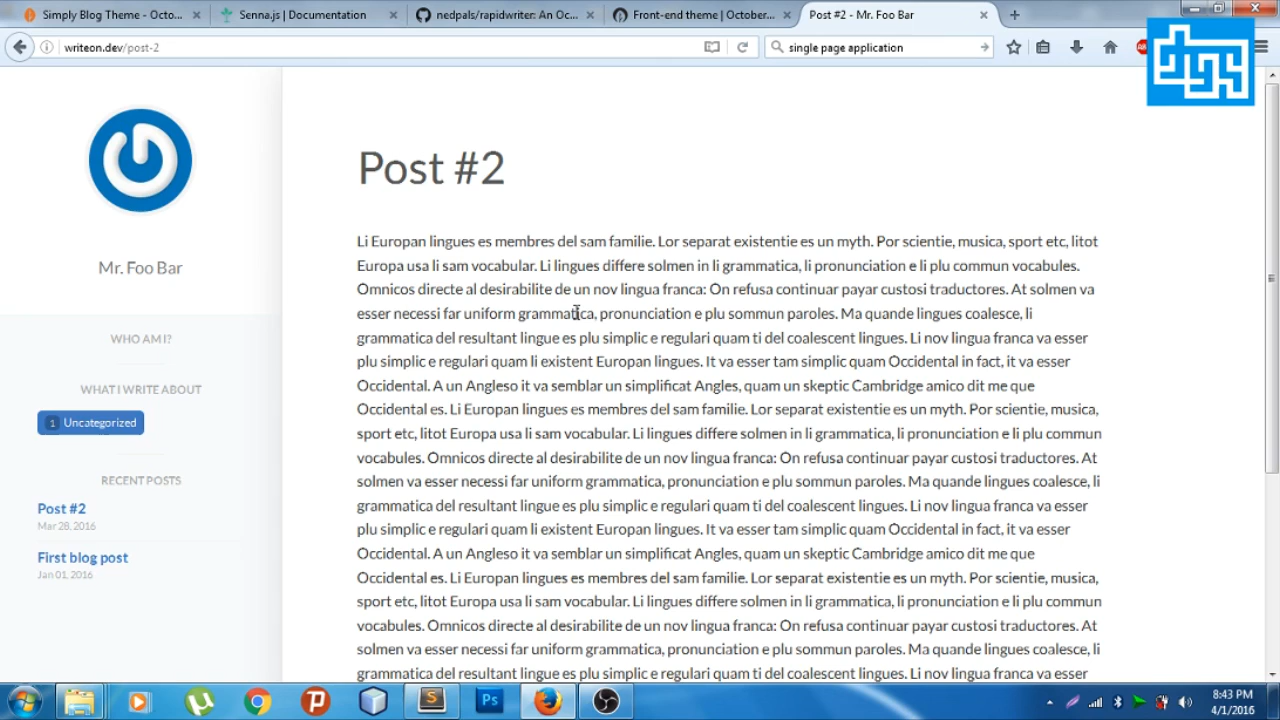 Simply Blog Theme - Octo...
Senna.js | Documentation
nedpals/rapidwriter: An Oc...
Front-end theme | October...
Post #2 - Mr. Foo Bar
writeon.dev/post-2
single page application
dgs
Post #2
Mr. Foo Bar
WHO AM I?
WHAT I WRITE ABOUT
1 Uncategorized
RECENT POSTS
Post #2
Mar 28, 2016
First blog post
Jan 01, 2016
Li Europan lingues es membres del sam familie. Lor separat existentie es un myth. Por scientie, musica, sport etc, litot
Europa usa li sam vocabular. Li lingues differe solmen in li grammatica, li pronunciation e li plu commun vocabules.
Omnicos directe al desirabilite de un nov lingua franca: On refusa continuar payar custosi traductores. At solmen va
esser necessi far uniform grammatica, pronunciation e plu sommun paroles. Ma quande lingues coalesce, li
grammatica del resultant lingue es plu simplic e regulari quam ti del coalescent lingues. Li nov lingua franca va esser
plu simplic e regulari quam li existent Europan lingues. It va esser tam simplic quam Occidental in fact, it va esser
Occidental. A un Angleso it va semblar un simplificat Angles, quam un skeptic Cambridge amico dit me que
Occidental es. Li Europan lingues es membres del sam familie. Lor separat existentie es un myth. Por scientie, musica,
sport etc, litot Europa usa li sam vocabular. Li lingues differe solmen in li grammatica, li pronunciation e li plu commun
vocabules. Omnicos directe al desirabilite de un nov lingua franca: On refusa continuar payar custosi traductores. At
solmen va esser necessi far uniform grammatica, pronunciation e plu sommun paroles. Ma quande lingues coalesce, li
grammatica del resultant lingue es plu simplic e regulari quam ti del coalescent lingues. Li nov lingua franca va esser
plu simplic e regulari quam li existent Europan lingues. It va esser tam simplic quam Occidental in fact, it va esser
Occidental. A un Angleso it va semblar un simplificat Angles, quam un skeptic Cambridge amico dit me que
Occidental es. Li Europan lingues es membres del sam familie. Lor separat existentie es un myth. Por scientie, musica,
sport etc, litot Europa usa li sam vocabular. Li lingues differe solmen in li grammatica, li pronunciation e li plu commun
vocabules. Omnicos directe al desirabilite de un nov lingua franca: On refusa continuar payar custosi traductores. At
solmen va esser necessi far uniform grammatica, pronunciation e plu sommun paroles. Ma quande lingues coalesce, li
grammatica del resultant lingue es plu simplic e regulari quam ti del coalescent lingues. Li nov lingua franca va esser
Ps
8:43 PM
4/1/2016